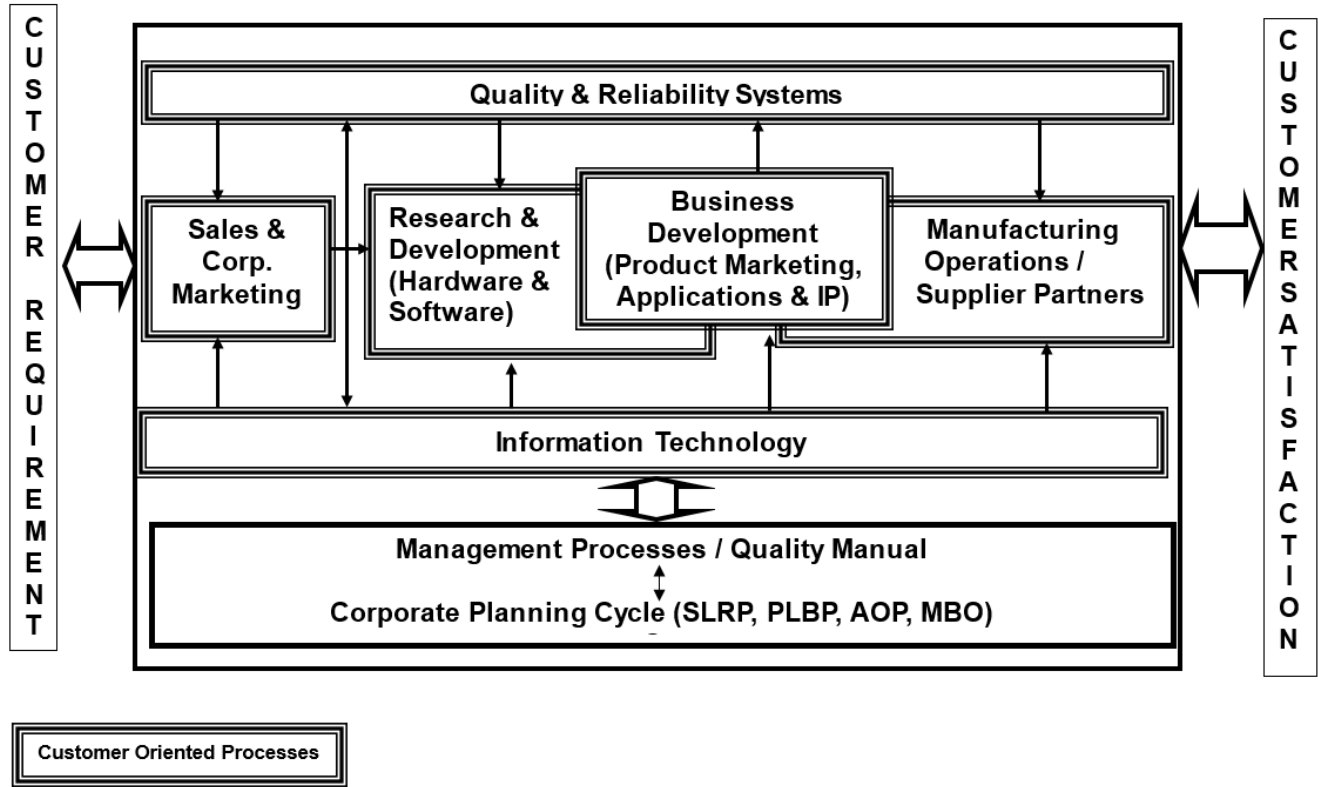 CUSTOMER REQUIREMENT
Quality & Reliability Systems
Sales &
Corp.
Marketing
Research &
Development
(Hardware &
Software)
Business
Development
(Product Marketing,
Applications & IP)
Manufacturing
Operations /
Supplier Partners
Information Technology
Management Processes / Quality Manual
Corporate Planning Cycle (SLRP, PLBP, AOP, MBO)
CUSTOMERSATISFACTION
Customer Oriented Processes